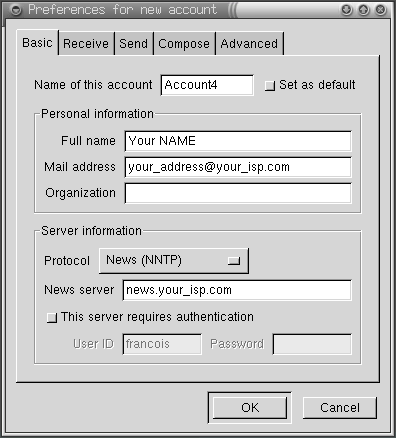 Preferences for new account
Basic Receive Send Compose Advanced
Name of this account Account4 Set as default
Personal information
Full name Your NAME
Mail address your_address@your_isp.com
Organization
Server information
Protocol News (NNTP)
News server news.your_isp.com
This server requires authentication
User ID francois Password
OK Cancel